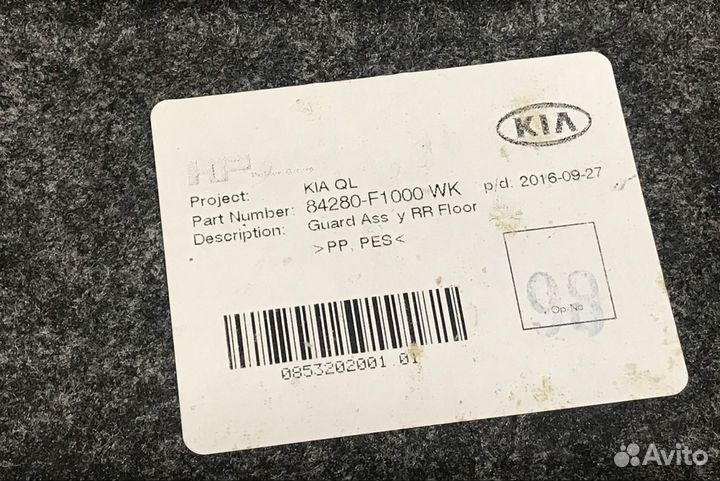 KIA
HP
Project: KIA QL
Part Number: 84280-F1000 WK p/d: 2016-09-27
Description: Guard Ass´y RR Floor
>PP, PES<
98
Op-No
0853202001.01
Avito